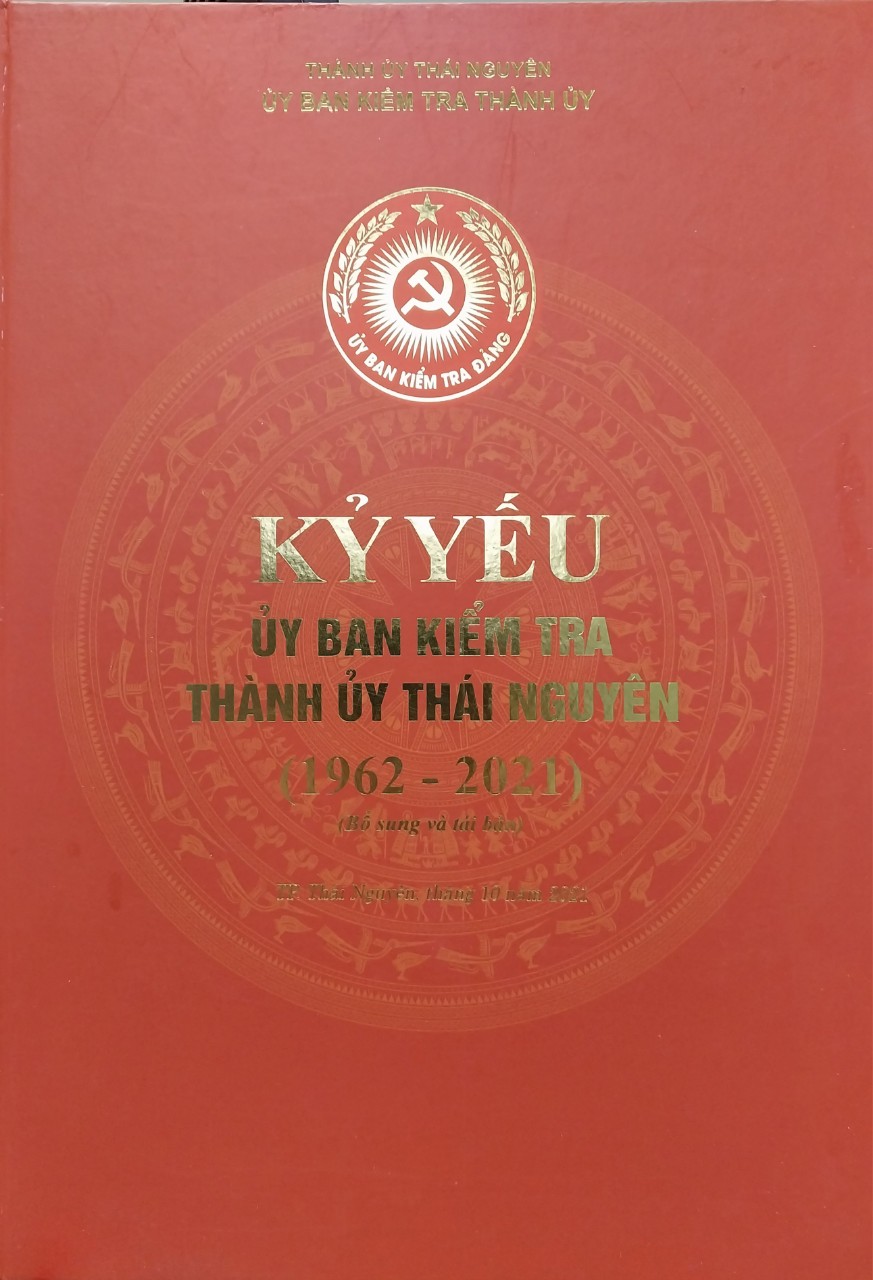 THÀNH ỦY THÁI NGUYÊN
ỦY BAN KIỂM TRA THÀNH ỦY
ỦY BAN KIỂM TRA ĐẢNG
KỶ YẾU
ỦY BAN KIỂM TRA
THÀNH ỦY THÁI NGUYÊN
(1962 - 2021)
(Bổ sung và tái bản)
TP. Thái Nguyên, tháng 10 năm 2021